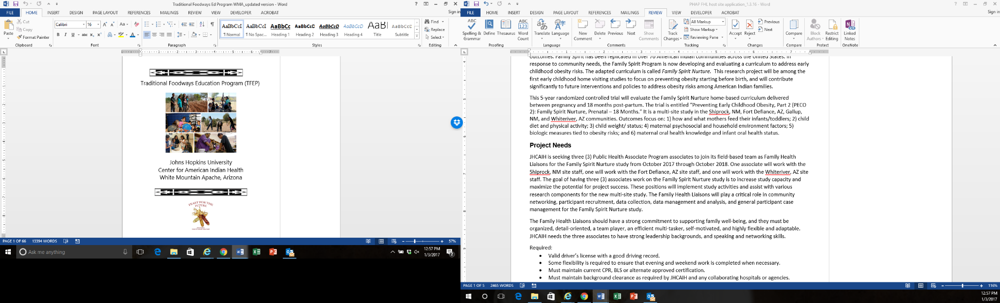 Traditional Foodways Ed Program WMA_updated version - Word
Sign in
FILE HOME INSERT DESIGN PAGE LAYOUT REFERENCES MAILINGS REVIEW VIEW DEVELOPER ACROBAT
Paste
Cut
Copy
Format Painter
Calibri 16
AaBbCcI AaBbCcI AaBbCc AaBbCcD AaBbCcD AaBbCcD AaBl AaBbCcC
¶ Normal ¶ No Spac... Heading 1 Heading 2 Heading 3 Heading 4 Title Subtitle
Find
Replace
Select
Clipboard Font Paragraph Styles Editing
Traditional Foodways Education Program (TFEP)
Johns Hopkins University
Center for American Indian Health
White Mountain Apache, Arizona
FEAST FOR THE
FUTURE
PAGE 1 OF 66 13394 WORDS 57%
Ask me anything
12:57 PM
1/3/2017
2
PHAP FHL host site application_1.3.16 - Word
Sign in
FILE HOME INSERT DESIGN PAGE LAYOUT REFERENCES MAILINGS REVIEW VIEW DEVELOPER ACROBAT
Spelling & Grammar
Define
Thesaurus
Word Count
Translate
Language
New Comment
Delete
Previous
Next
Show Comments
Track Changes
All Markup
Show Markup
Reviewing Pane
Accept
Reject
Previous
Next
Compare
Block Authors
Restrict Editing
Linked Notes
Proofing Language Comments Tracking Changes Compare Protect OneNote
outcomes. Family Spirit has been replicated in over 70 American Indian communities across the United States. In
response to community needs, the Family Spirit Program is now developing and evaluating a curriculum to address early
childhood obesity risks. The adapted curriculum is called Family Spirit Nurture. This research project will be among the
first early childhood home visiting studies to focus on preventing obesity starting before birth, and will contribute
significantly to future interventions and policies to address obesity risks among American Indian families.
This 5-year randomized controlled trial will evaluate the Family Spirit Nurture home-based curriculum delivered
between pregnancy and 18 months post-partum. The trial is entitled “Preventing Early Childhood Obesity, Part 2 (PECO
2): Family Spirit Nurture, Prenatal – 18 Months.” It is a multi-site study in the Shiprock, NM, Fort Defiance, AZ, Gallup,
NM, and Whiteriver, AZ communities. Outcomes focus on: 1) how and what mothers feed their infants/toddlers; 2) child
diet and physical activity; 3) child weight/ status; 4) maternal psychosocial and household environment factors; 5)
biologic measures tied to obesity risks; and 6) maternal oral health knowledge and infant oral health status.
Project Needs
JHCAIH is seeking three (3) Public Health Associate Program associates to join its field-based team as Family Health
Liaisons for the Family Spirit Nurture study from October 2017 through October 2018. One associate will work with the
Shiprock, NM site staff, one will work with the Fort Defiance, AZ site staff, and one will work with the Whiteriver, AZ site
staff. The goal of having three (3) associates work on the Family Spirit Nurture study is to increase study capacity and
maximize the potential for project success. These positions will implement study activities and assist with various
research components for the new multi-site study. The Family Health Liaisons will play a critical role in community
networking, participant recruitment, data collection, data management and analysis, and general participant case
management for the Family Spirit Nurture study.
The Family Health Liaisons should have a strong commitment to supporting family well-being, and they must be
organized, detail-oriented, a team player, an efficient multi-tasker, self-motivated, and highly flexible and adaptable.
JHCAIH needs the three associates to have strong leadership backgrounds, and speaking and networking skills.
Required:
• Valid driver’s license with a good driving record.
• Some flexibility is required to ensure that evening and weekend work is completed when necessary.
• Must maintain current CPR, BLS or alternate approved certification.
• Must maintain background clearance as required by JHCAIH and any collaborating hospitals or agencies.
PAGE 1 OF 5 2465 WORDS 116%
12:57 PM
1/3/2017